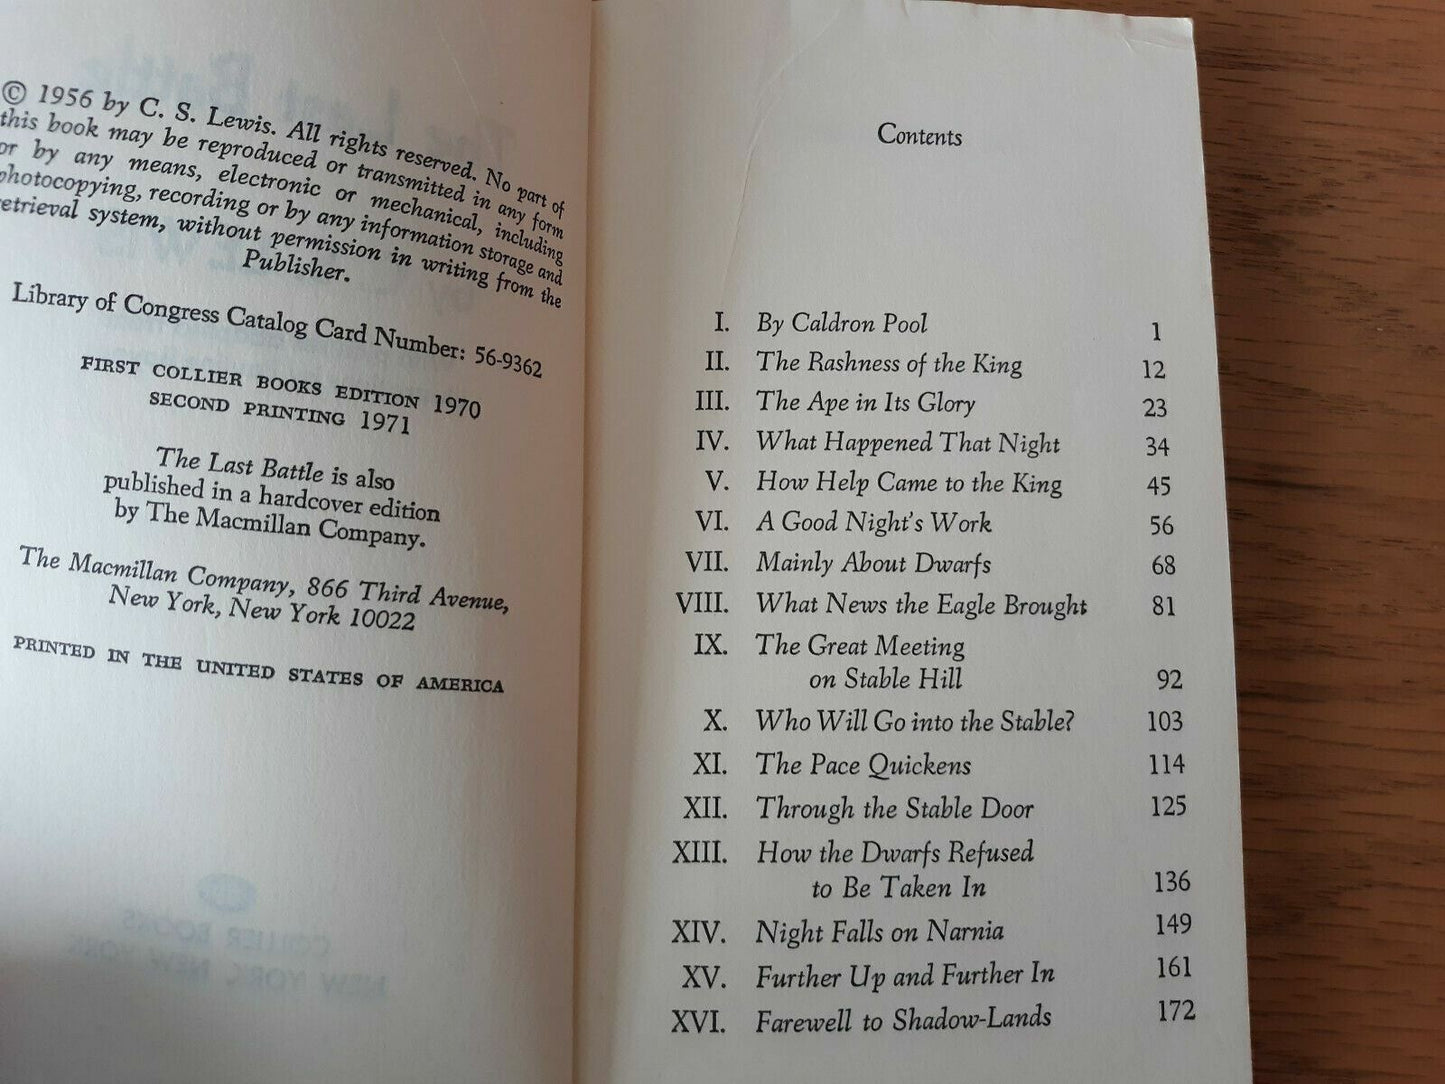 © 1956 by C. S. Lewis. All rights reserved. No part of
this book may be reproduced or transmitted in any form
or by any means, electronic or mechanical, including
photocopying, recording or by any information storage and
retrieval system, without permission in writing from the
Publisher.
Library of Congress Catalog Card Number: 56-9362
FIRST COLLIER BOOKS EDITION 1970
SECOND PRINTING 1971
The Last Battle is also
published in a hardcover edition
by The Macmillan Company.
The Macmillan Company, 866 Third Avenue,
New York, New York 10022
PRINTED IN THE UNITED STATES OF AMERICA
Contents
I. By Caldron Pool 1
II. The Rashness of the King 12
III. The Ape in Its Glory 23
IV. What Happened That Night 34
V. How Help Came to the King 45
VI. A Good Night's Work 56
VII. Mainly About Dwarfs 68
VIII. What News the Eagle Brought 81
IX. The Great Meeting
on Stable Hill 92
X. Who Will Go into the Stable? 103
XI. The Pace Quickens 114
XII. Through the Stable Door 125
XIII. How the Dwarfs Refused
to Be Taken In 136
XIV. Night Falls on Narnia 149
XV. Further Up and Further In 161
XVI. Farewell to Shadow-Lands 172